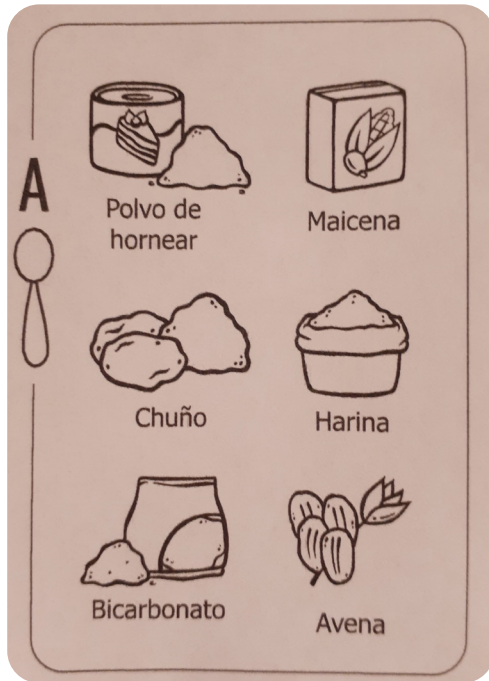 A
Polvo de
hornear
Maicena
Chuño
Harina
Bicarbonato
Avena